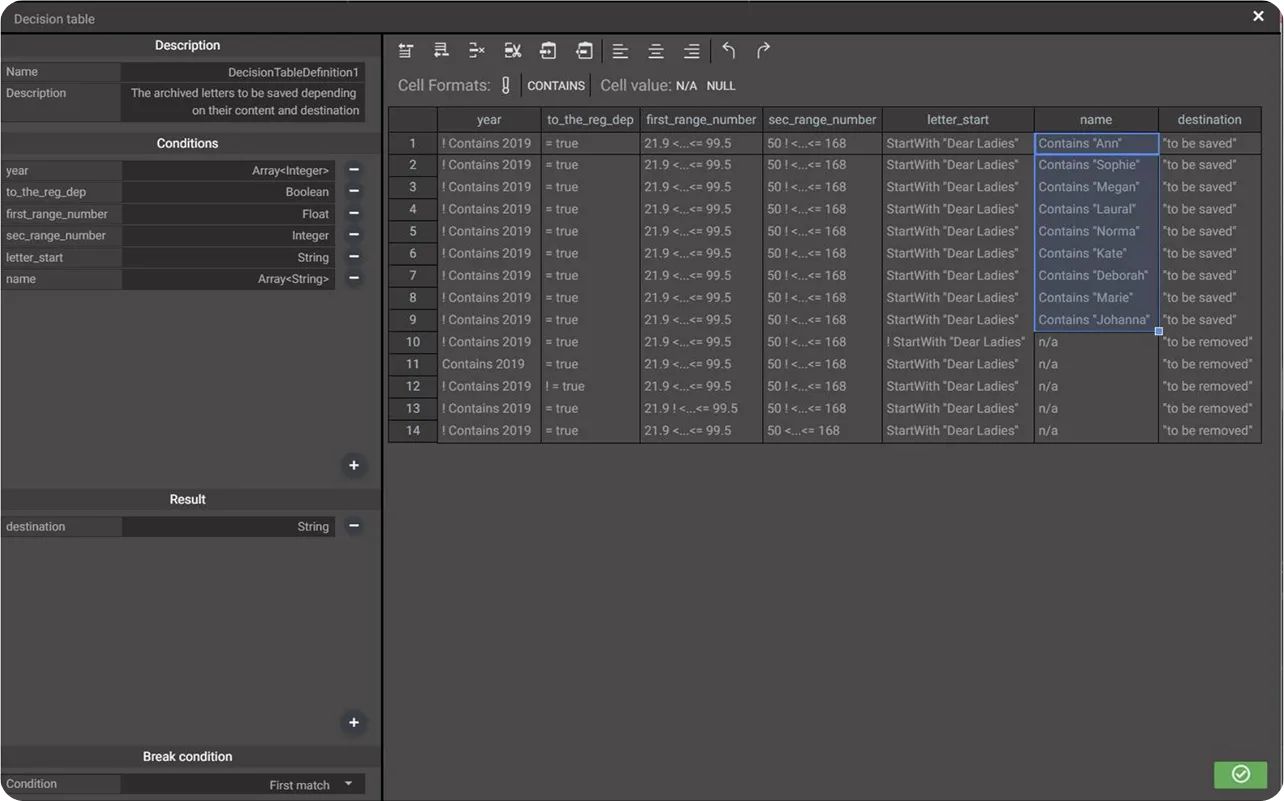 Decision table
Description
Name DecisionTableDefinition1
Description The archived letters to be saved depending
on their content and destination
Conditions
year Array<Integer>
to_the_reg_dep Boolean
first_range_number Float
sec_range_number Integer
letter_start String
name Array<String>
Result
destination String
Break condition
Condition First match
Cell Formats: CONTAINS Cell value: N/A NULL
year to_the_reg_dep first_range_number sec_range_number letter_start name destination
1 ! Contains 2019 = true 21.9 <...<= 99.5 50 ! <...<= 168 StartWith "Dear Ladies" Contains "Ann" "to be saved"
2 ! Contains 2019 = true 21.9 <...<= 99.5 50 ! <...<= 168 StartWith "Dear Ladies" Contains "Sophie" "to be saved"
3 ! Contains 2019 = true 21.9 <...<= 99.5 50 ! <...<= 168 StartWith "Dear Ladies" Contains "Megan" "to be saved"
4 ! Contains 2019 = true 21.9 <...<= 99.5 50 ! <...<= 168 StartWith "Dear Ladies" Contains "Laural" "to be saved"
5 ! Contains 2019 = true 21.9 <...<= 99.5 50 ! <...<= 168 StartWith "Dear Ladies" Contains "Norma" "to be saved"
6 ! Contains 2019 = true 21.9 <...<= 99.5 50 ! <...<= 168 StartWith "Dear Ladies" Contains "Kate" "to be saved"
7 ! Contains 2019 = true 21.9 <...<= 99.5 50 ! <...<= 168 StartWith "Dear Ladies" Contains "Deborah" "to be saved"
8 ! Contains 2019 = true 21.9 <...<= 99.5 50 ! <...<= 168 StartWith "Dear Ladies" Contains "Marie" "to be saved"
9 ! Contains 2019 = true 21.9 <...<= 99.5 50 ! <...<= 168 StartWith "Dear Ladies" Contains "Johanna" "to be saved"
10 ! Contains 2019 = true 21.9 <...<= 99.5 50 ! <...<= 168 ! StartWith "Dear Ladies" n/a "to be removed"
11 Contains 2019 = true 21.9 <...<= 99.5 50 ! <...<= 168 StartWith "Dear Ladies" n/a "to be removed"
12 ! Contains 2019 ! = true 21.9 <...<= 99.5 50 ! <...<= 168 StartWith "Dear Ladies" n/a "to be removed"
13 ! Contains 2019 = true 21.9 ! <...<= 99.5 50 ! <...<= 168 StartWith "Dear Ladies" n/a "to be removed"
14 ! Contains 2019 = true 21.9 <...<= 99.5 50 <...<= 168 StartWith "Dear Ladies" n/a "to be removed"